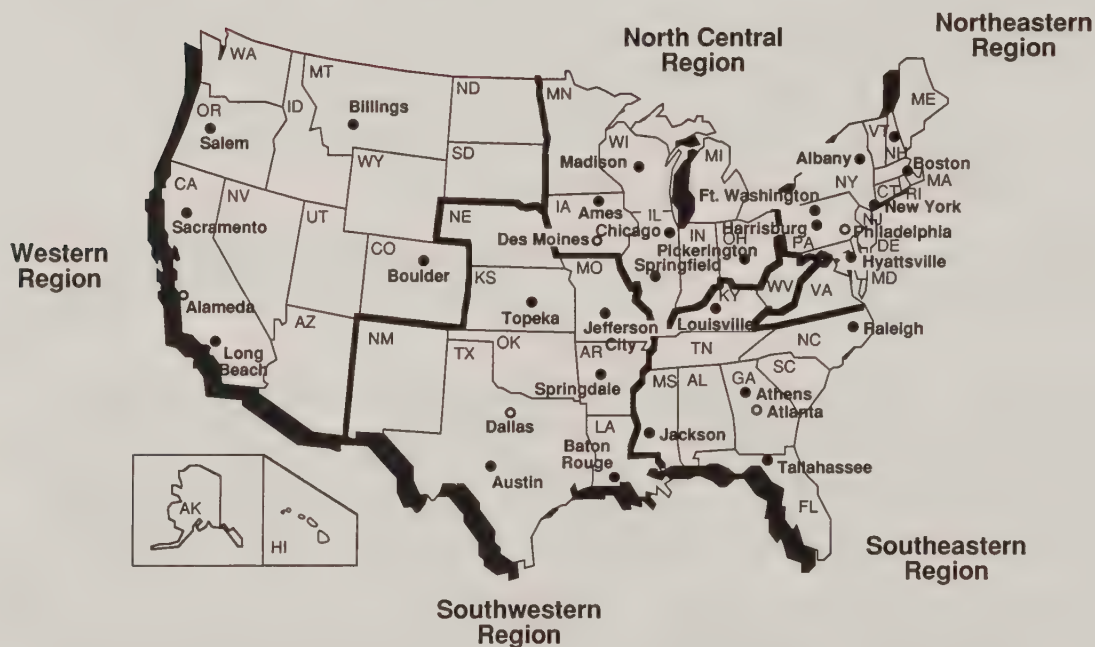 North Central
Region
Northeastern
Region
Western
Region
Southwestern
Region
Southeastern
Region
WA
OR
Salem
ID
MT
Billings
ND
SD
WY
MN
WI
Madison
MI
ME
VT
NH
Albany
NY
Boston
MA
CT
RI
New York
Ft. Washington
Harrisburg
PA
NJ
Philadelphia
DE
Hyattsville
MD
CA
Sacramento
NV
UT
CO
Boulder
NE
IA
Ames
Des Moines
IL
Chicago
Springfield
IN
OH
Pickerington
WV
VA
KY
Louisville
KS
Topeka
MO
Jefferson
City
Alameda
Long
Beach
AZ
NM
TX
OK
AR
Springdale
TN
NC
Raleigh
SC
MS
AL
GA
Athens
Atlanta
Dallas
Austin
LA
Baton
Rouge
Jackson
Tallahassee
FL
AK
HI